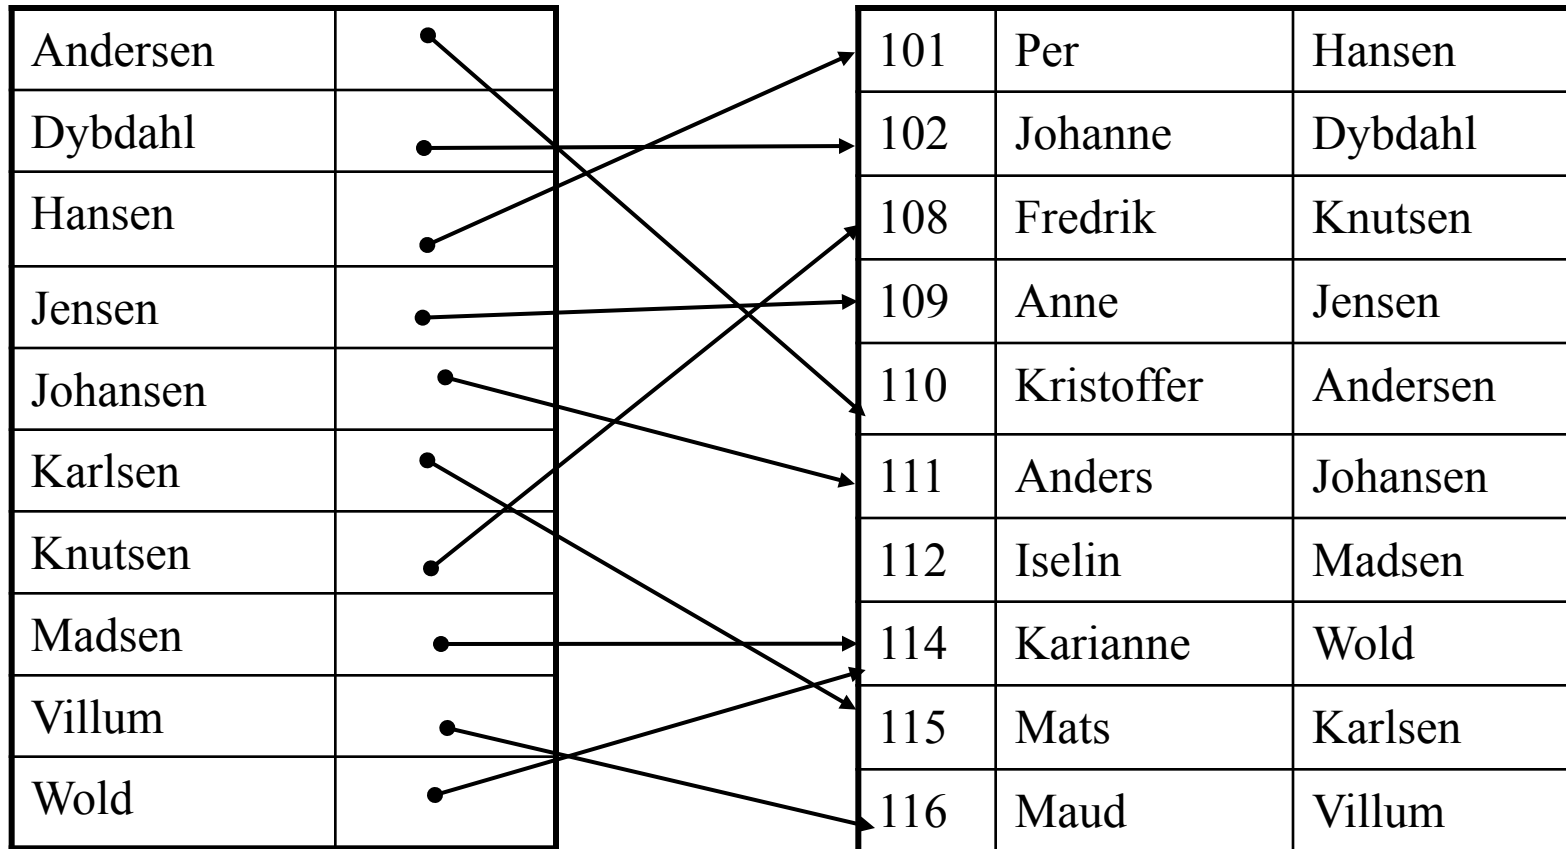 Andersen
Dybdahl
Hansen
Jensen
Johansen
Karlsen
Knutsen
Madsen
Villum
Wold
101 Per Hansen
102 Johanne Dybdahl
108 Fredrik Knutsen
109 Anne Jensen
110 Kristoffer Andersen
111 Anders Johansen
112 Iselin Madsen
114 Karianne Wold
115 Mats Karlsen
116 Maud Villum